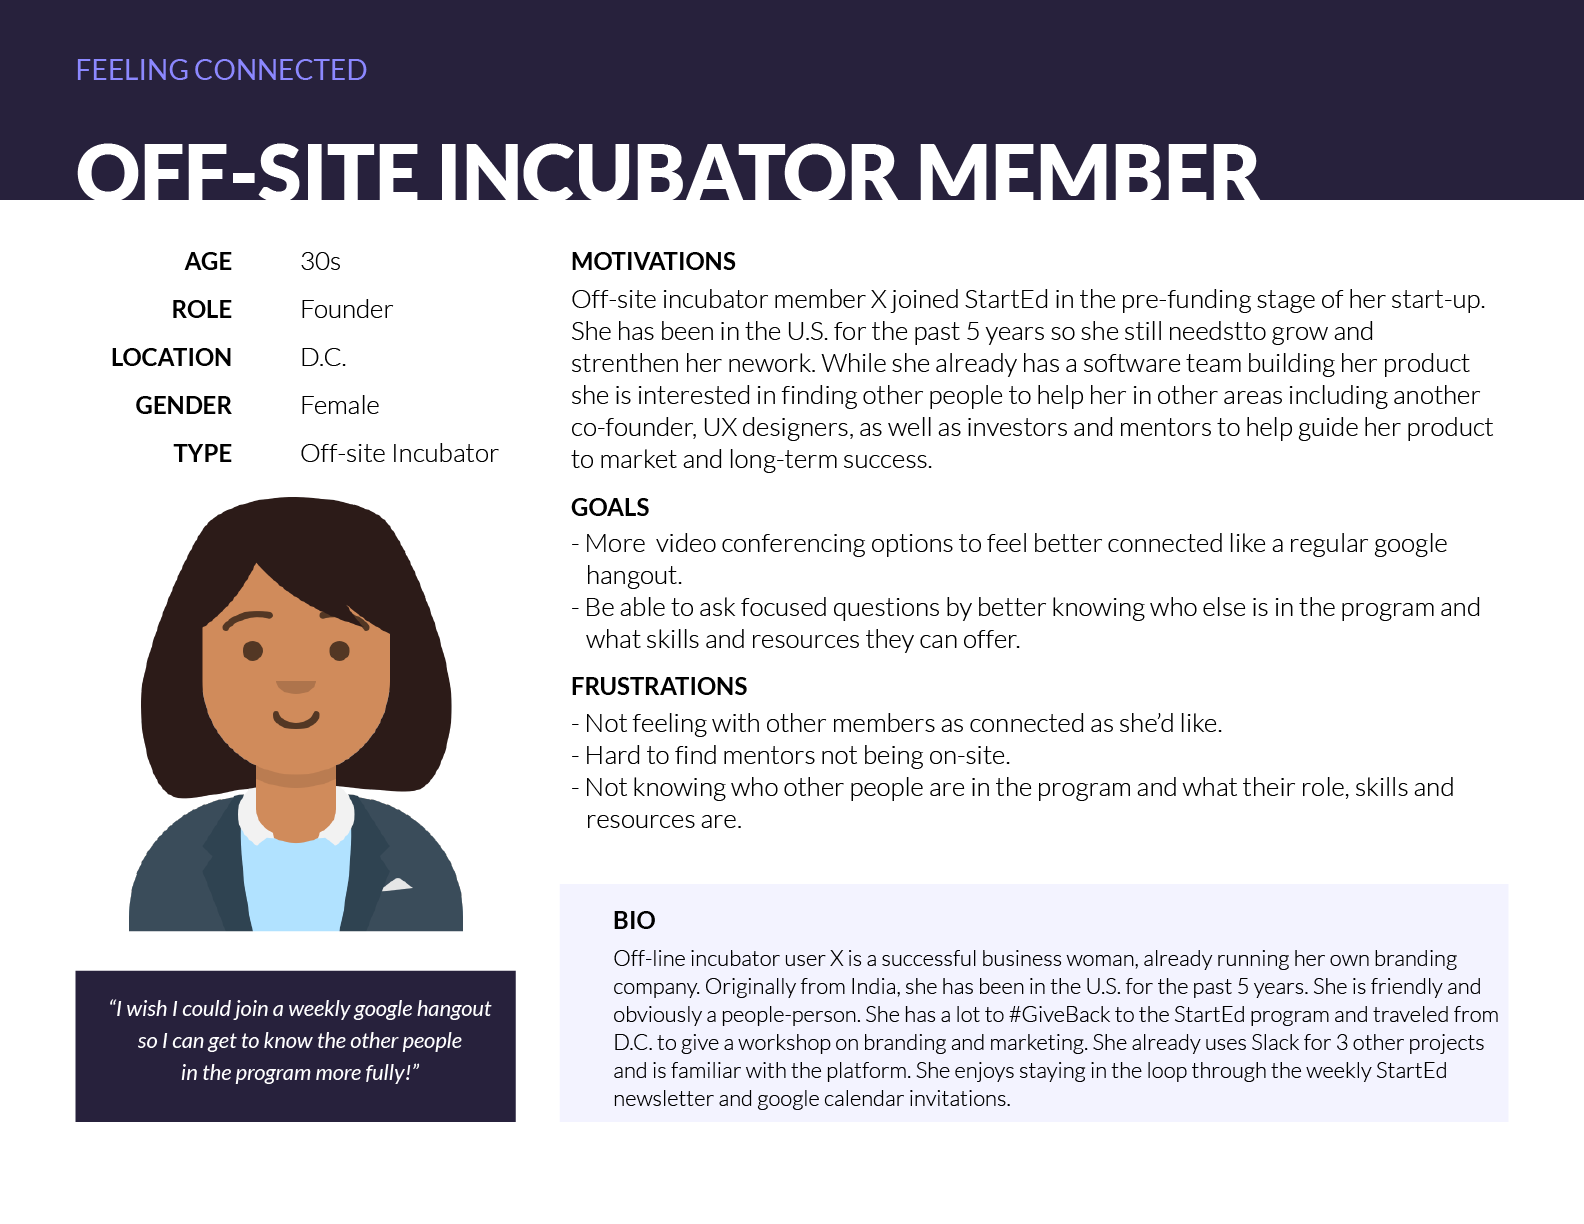 FEELING CONNECTED
OFF-SITE INCUBATOR MEMBER
AGE 30s
ROLE Founder
LOCATION D.C.
GENDER Female
TYPE Off-site Incubator
“I wish I could join a weekly google hangout
so I can get to know the other people
in the program more fully!”
MOTIVATIONS
Off-site incubator member X joined StartEd in the pre-funding stage of her start-up.
She has been in the U.S. for the past 5 years so she still needstto grow and
strenthen her nework. While she already has a software team building her product
she is interested in finding other people to help her in other areas including another
co-founder, UX designers, as well as investors and mentors to help guide her product
to market and long-term success.
GOALS
- More  video conferencing options to feel better connected like a regular google
hangout.
- Be able to ask focused questions by better knowing who else is in the program and
what skills and resources they can offer.
FRUSTRATIONS
- Not feeling with other members as connected as she’d like.
- Hard to find mentors not being on-site.
- Not knowing who other people are in the program and what their role, skills and
resources are.
BIO
Off-line incubator user X is a successful business woman, already running her own branding
company. Originally from India, she has been in the U.S. for the past 5 years. She is friendly and
obviously a people-person. She has a lot to #GiveBack to the StartEd program and traveled from
D.C. to give a workshop on branding and marketing. She already uses Slack for 3 other projects
and is familiar with the platform. She enjoys staying in the loop through the weekly StartEd
newsletter and google calendar invitations.